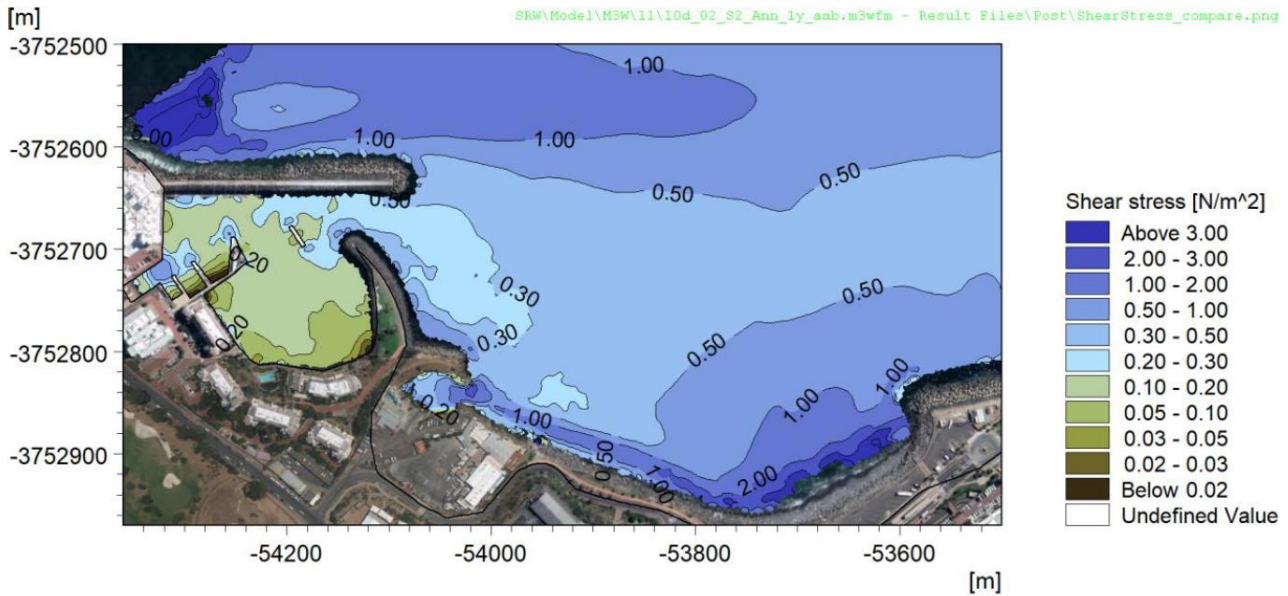 SRW\Model\M3W\11\IOd_02_S2_Ann_1y_aab.m3wfm - Result Files\Post\ShearStress_compare.png
[m]
-3752500
-3752600
-3752700
-3752800
-3752900
1.00
1.00
1.00
5.00
0.50
0.50
0.50
0.20
0.30
0.50
0.20
0.30
0.50
1.00
0.20
1.00
1.00
0.50
1.00
2.00
-54200
-54000
-53800
-53600
[m]
Shear stress [N/m^2]
Above 3.00
2.00 - 3.00
1.00 - 2.00
0.50 - 1.00
0.30 - 0.50
0.20 - 0.30
0.10 - 0.20
0.05 - 0.10
0.03 - 0.05
0.02 - 0.03
Below 0.02
Undefined Value